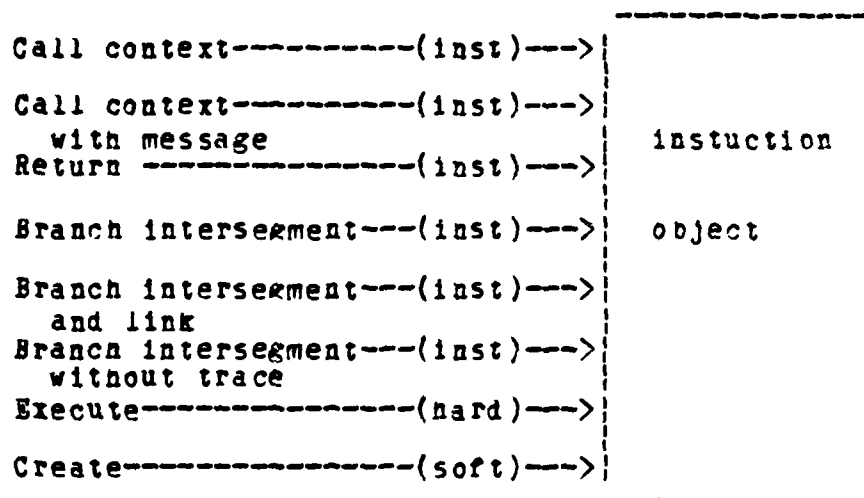 Call context----------(inst)--->|
Call context----------(inst)--->|
with message
instuction
Return ---------------(inst)--->|
Branch intersegment---(inst)--->| object
Branch intersegment---(inst)--->|
and link
Branch intersegment---(inst)--->|
without trace
Execute---------------(hard)--->|
Create----------------(soft)--->|